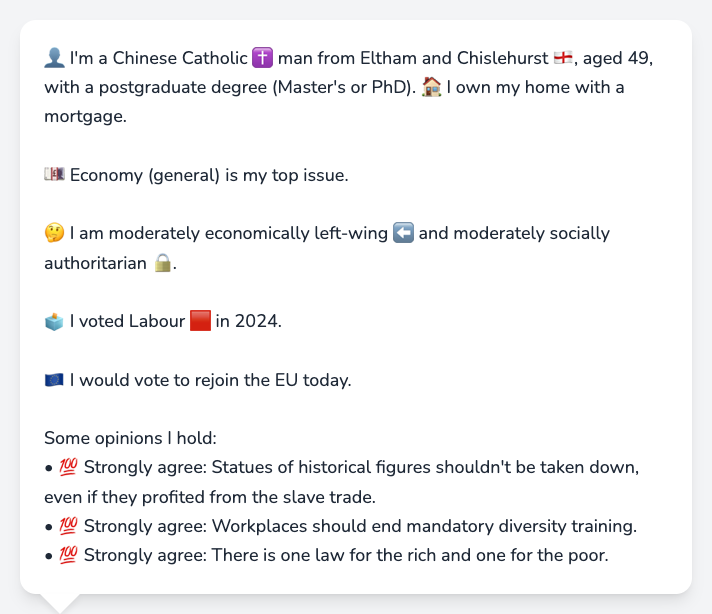 👤 I'm a Chinese Catholic ✝️ man from Eltham and Chislehurst 🏴󠁧󠁢󠁥󠁮󠁧󠁿, aged 49,
with a postgraduate degree (Master's or PhD). 🏠 I own my home with a
mortgage.
💷 Economy (general) is my top issue.
🤔 I am moderately economically left-wing ⬅️ and moderately socially
authoritarian 🔒.
🗳️ I voted Labour 🟥 in 2024.
🇪🇺 I would vote to rejoin the EU today.
Some opinions I hold:
• 💯 Strongly agree: Statues of historical figures shouldn't be taken down,
even if they profited from the slave trade.
• 💯 Strongly agree: Workplaces should end mandatory diversity training.
• 💯 Strongly agree: There is one law for the rich and one for the poor.